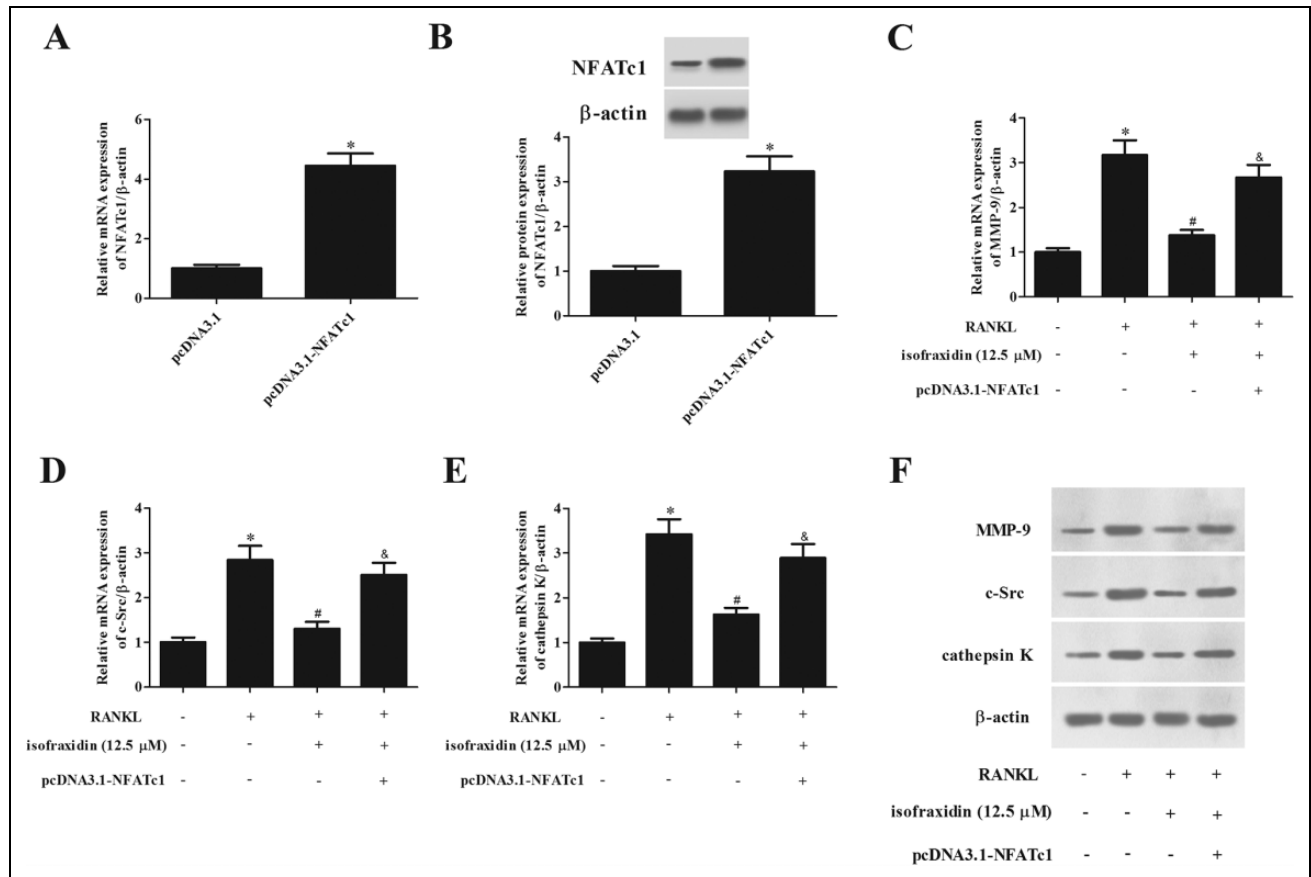 A
Relative mRNA expression
of NFATc1/β-actin
8
6
4
2
0
*
pcDNA3.1
pcDNA3.1-NFATc1
B
NFATc1
β-actin
Relative protein expression
of NFATc1/β-actin
4
3
2
1
0
*
pcDNA3.1
pcDNA3.1-NFATc1
C
Relative mRNA expression
of MMP-9/β-actin
4
3
2
1
0
* # &
RANKL - + + +
isofraxidin (12.5 μM) - - + +
pcDNA3.1-NFATc1 - - - +
D
Relative mRNA expression
of c-Src/β-actin
4
3
2
1
0
* # &
RANKL - + + +
isofraxidin (12.5 μM) - - + +
pcDNA3.1-NFATc1 - - - +
E
Relative mRNA expression
of cathepsin K/β-actin
4
3
2
1
0
* # &
RANKL - + + +
isofraxidin (12.5 μM) - - + +
pcDNA3.1-NFATc1 - - - +
F
MMP-9
c-Src
cathepsin K
β-actin
RANKL - + + +
isofraxidin (12.5 μM) - - + +
pcDNA3.1-NFATc1 - - - +